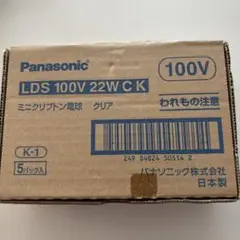 Panasonic
100V
LDS 100V 22W C K
ミニクリプトン電球 クリア
われもの注意
K-1
5パック入
パナソニック株式会社
日本製